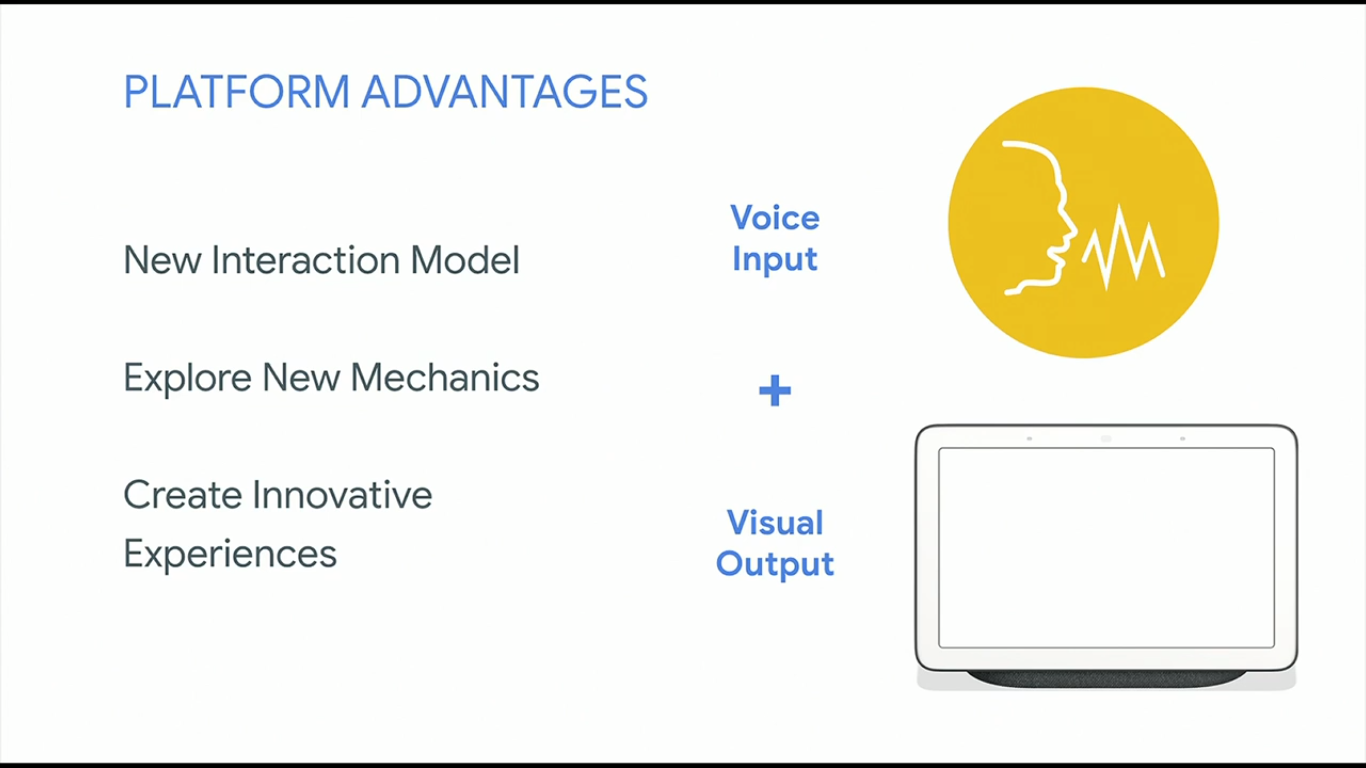 PLATFORM ADVANTAGES
New Interaction Model
Explore New Mechanics
Create Innovative
Experiences
Voice
Input
+
Visual
Output